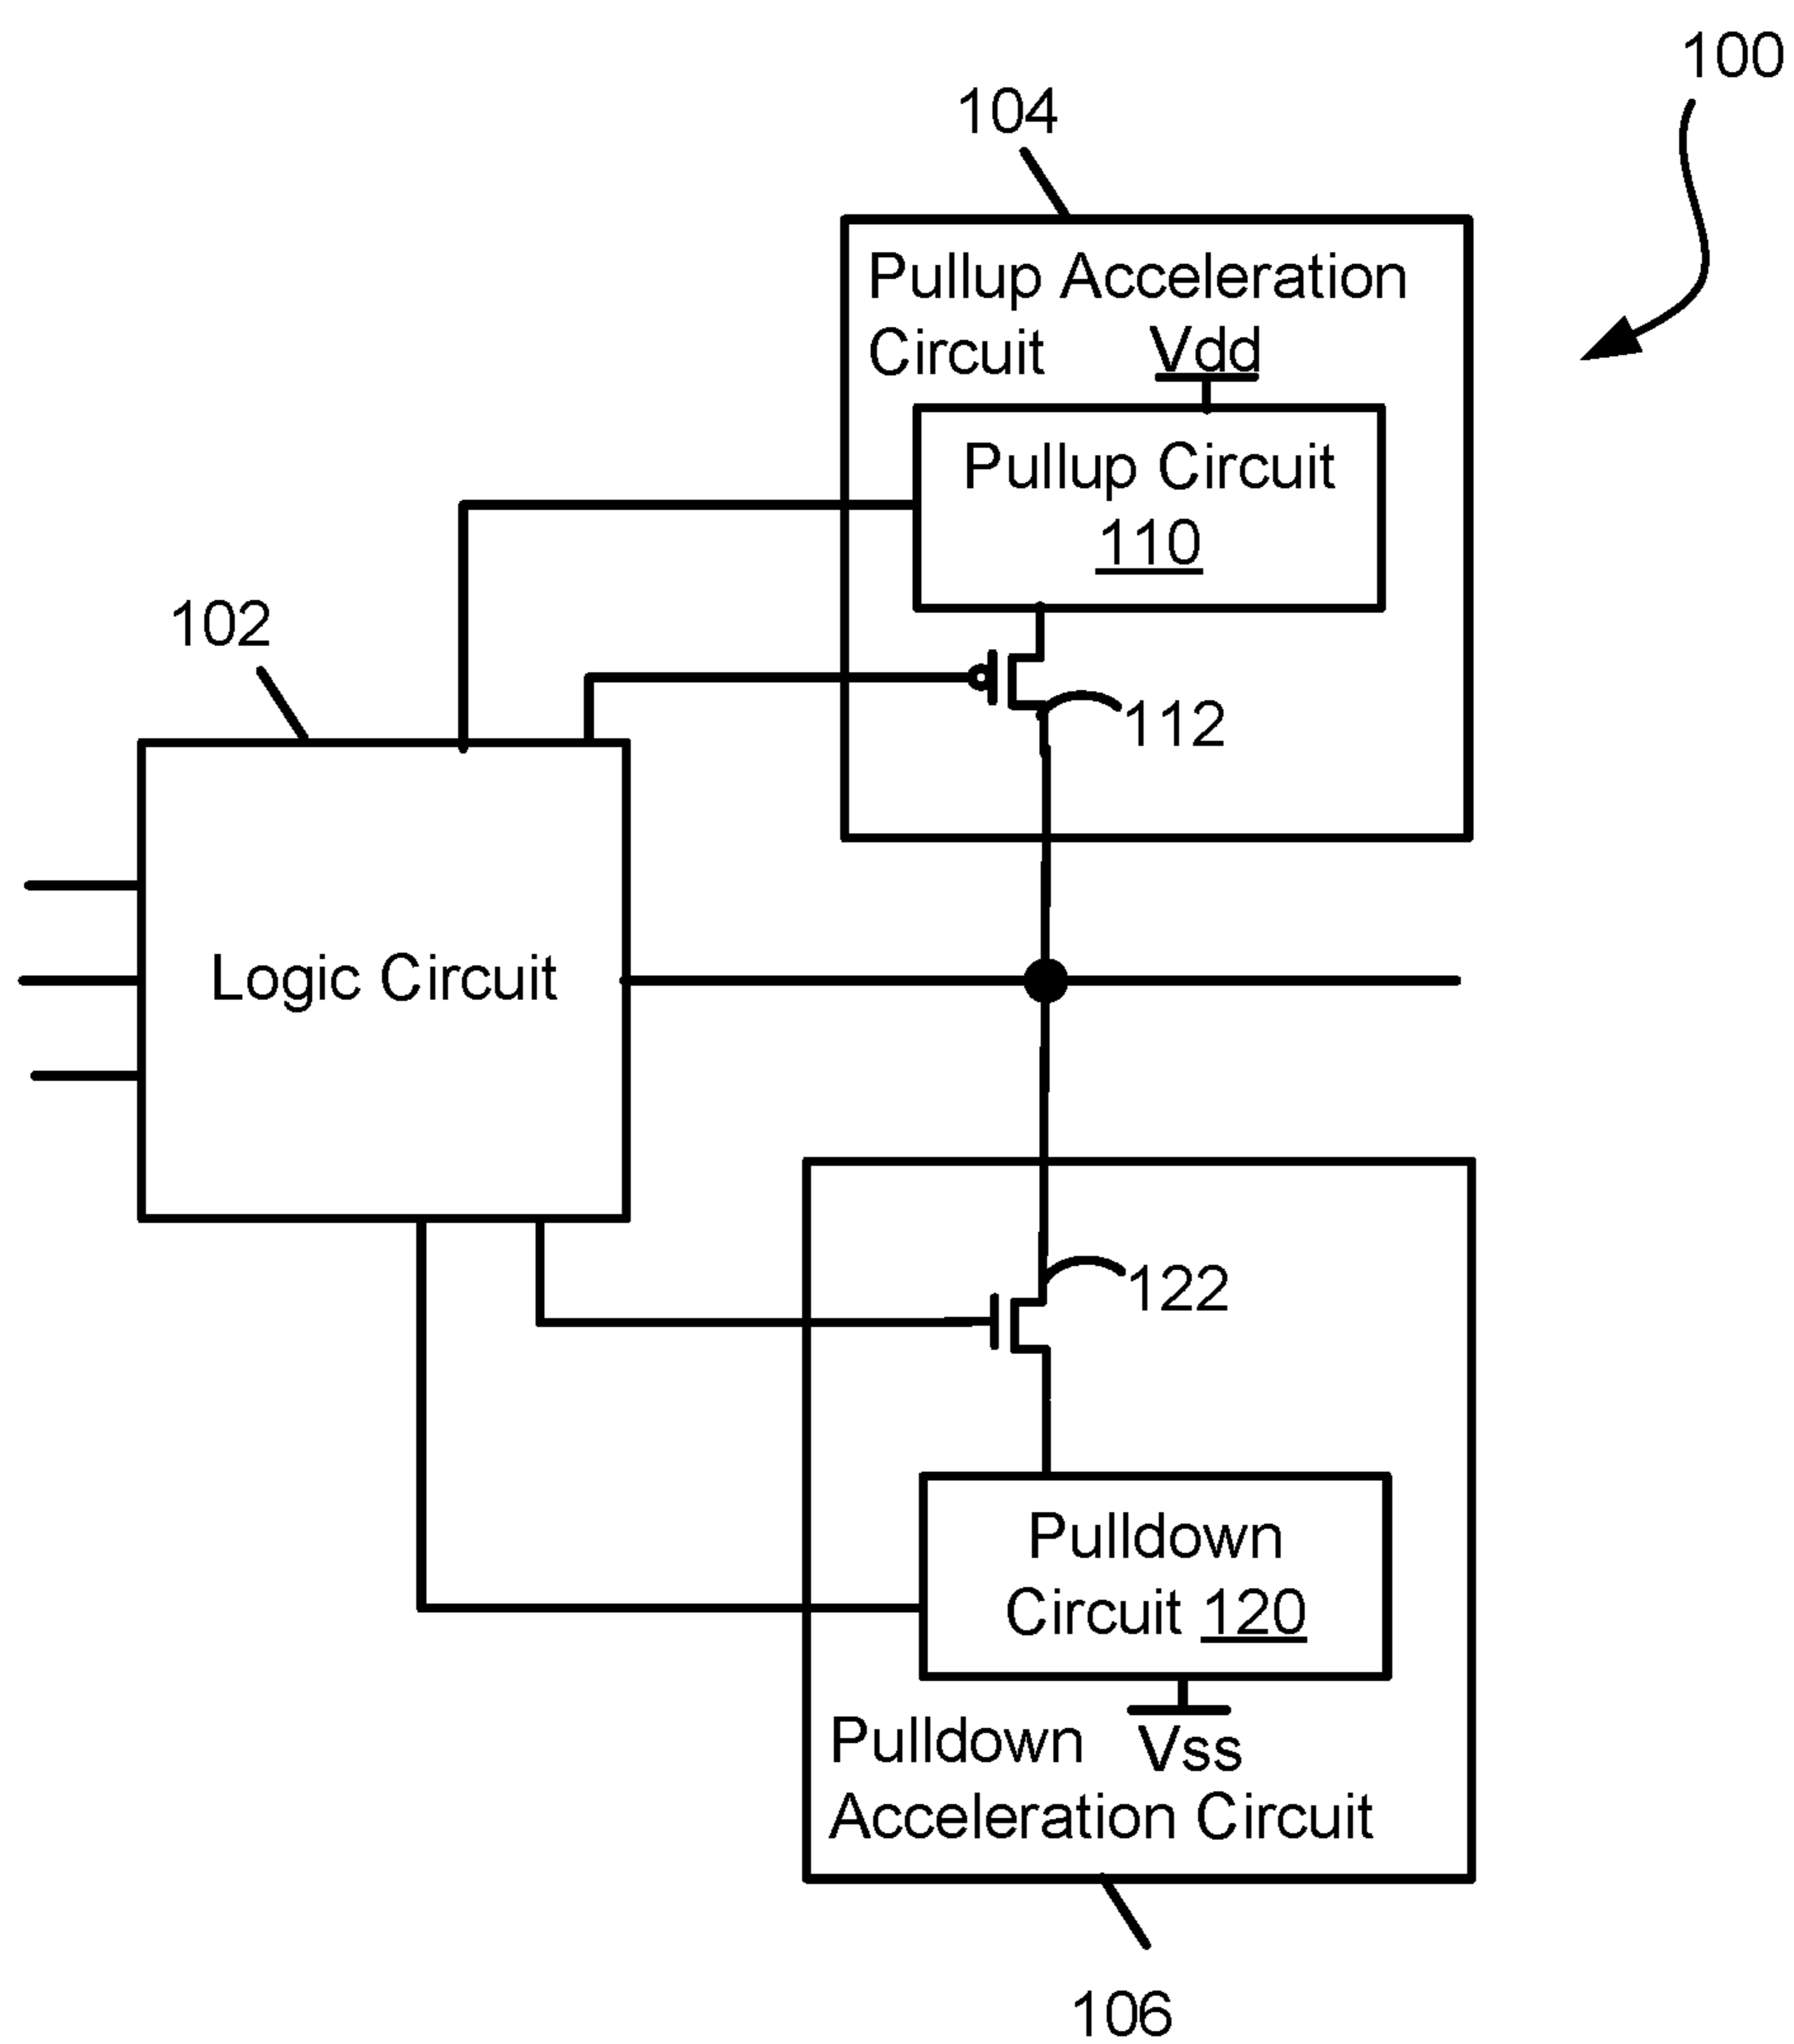 100
104
Pullup Acceleration
Circuit
Vdd
Pullup Circuit
110
102
112
Logic Circuit
122
Pulldown
Circuit 120
Pulldown
Vss
Acceleration Circuit
106